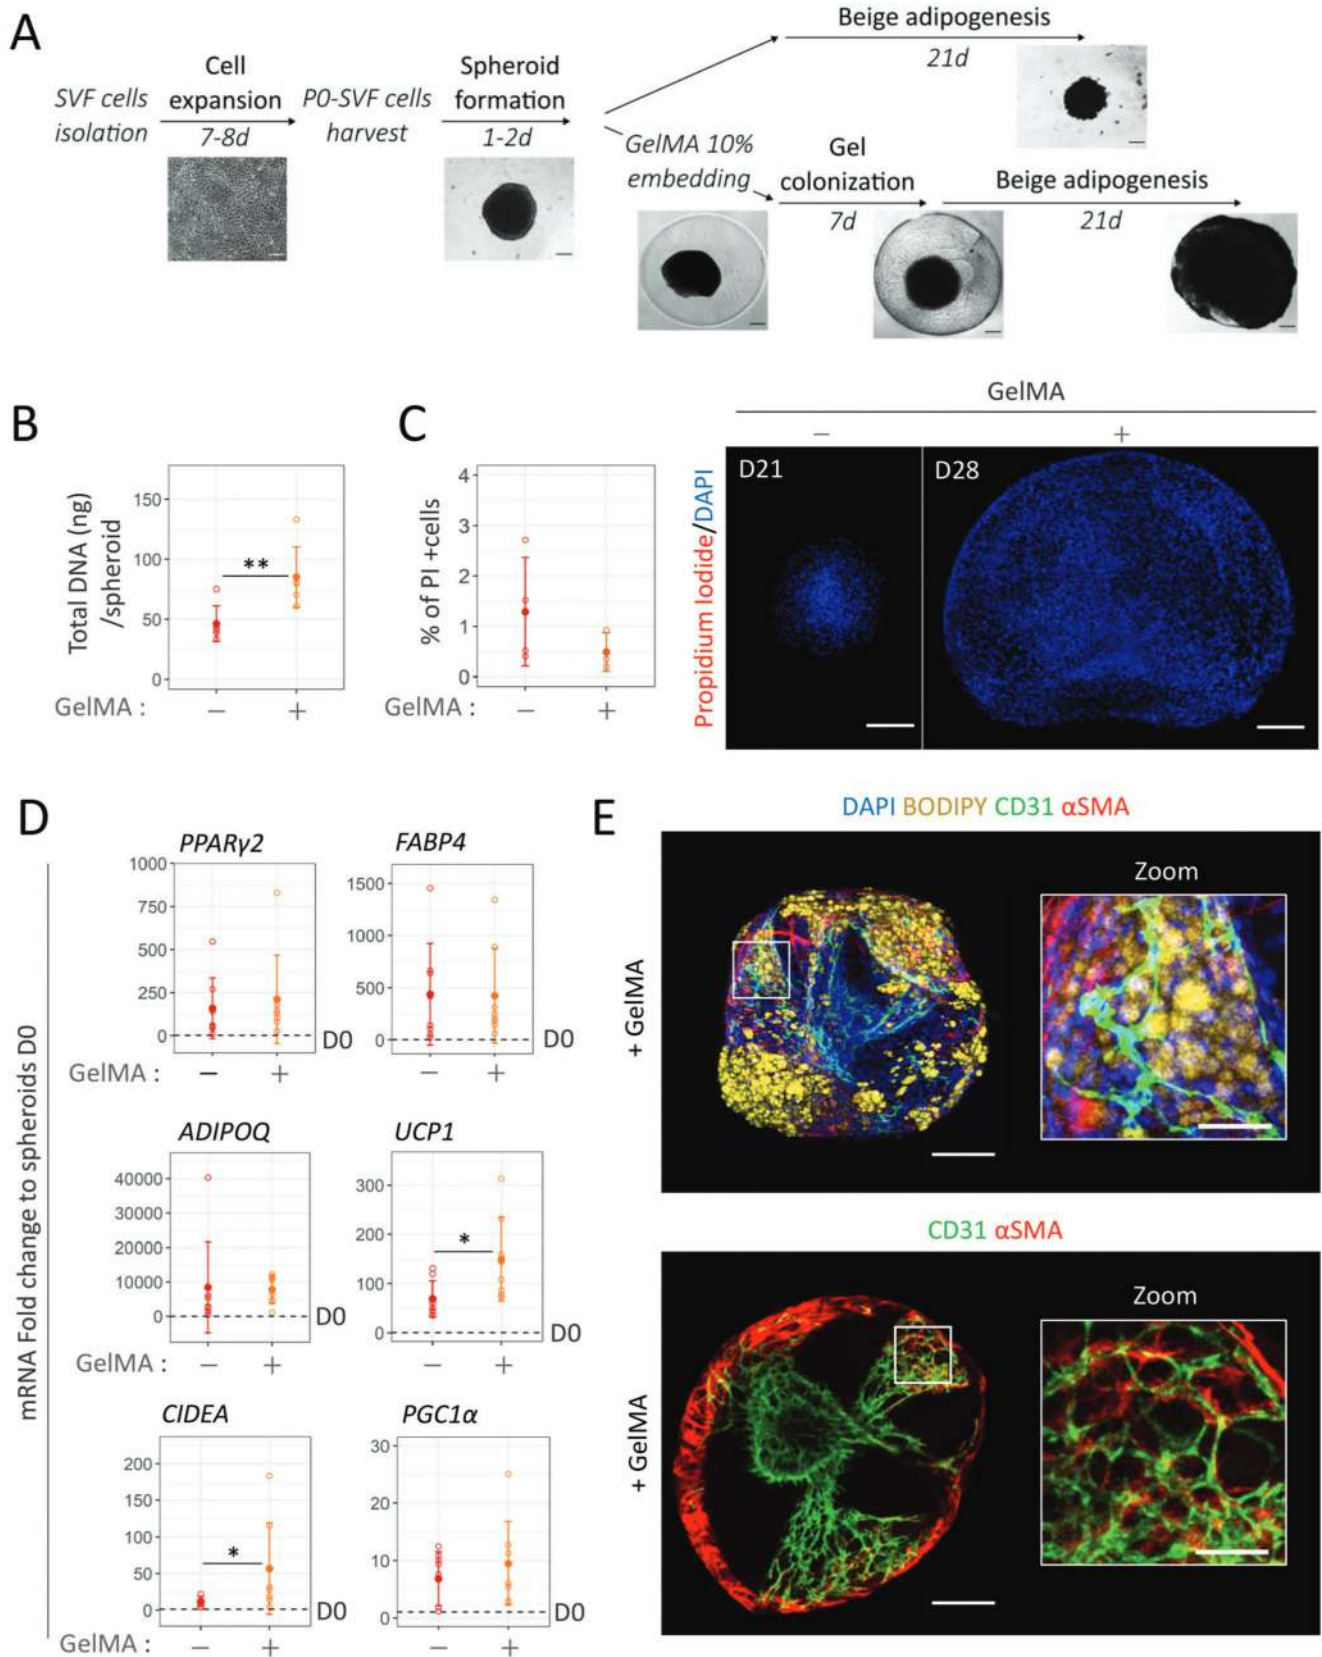 A
SVF cells
isolation
Cell
expansion
7-8d
P0-SVF cells
harvest
Spheroid
formation
1-2d
Beige adipogenesis
21d
GelMA 10%
embedding
Gel
colonization
7d
Beige adipogenesis
21d
B
Total DNA (ng)
/spheroid
150
100
50
0
**
GelMA : − +
C
% of PI +cells
4
3
2
1
0
GelMA : − +
GelMA
− +
D21
D28
Propidium Iodide/DAPI
D
mRNA Fold change to spheroids D0
PPARγ2
1000
750
500
250
0
D0
GelMA : − +
FABP4
1500
1000
500
0
D0
− +
ADIPOQ
40000
30000
20000
10000
0
D0
GelMA : − +
UCP1
300
200
100
0
*
D0
− +
CIDEA
200
150
100
50
0
*
D0
GelMA : − +
PGC1α
30
20
10
0
D0
− +
E
DAPI BODIPY CD31 αSMA
+ GelMA
Zoom
CD31 αSMA
+ GelMA
Zoom